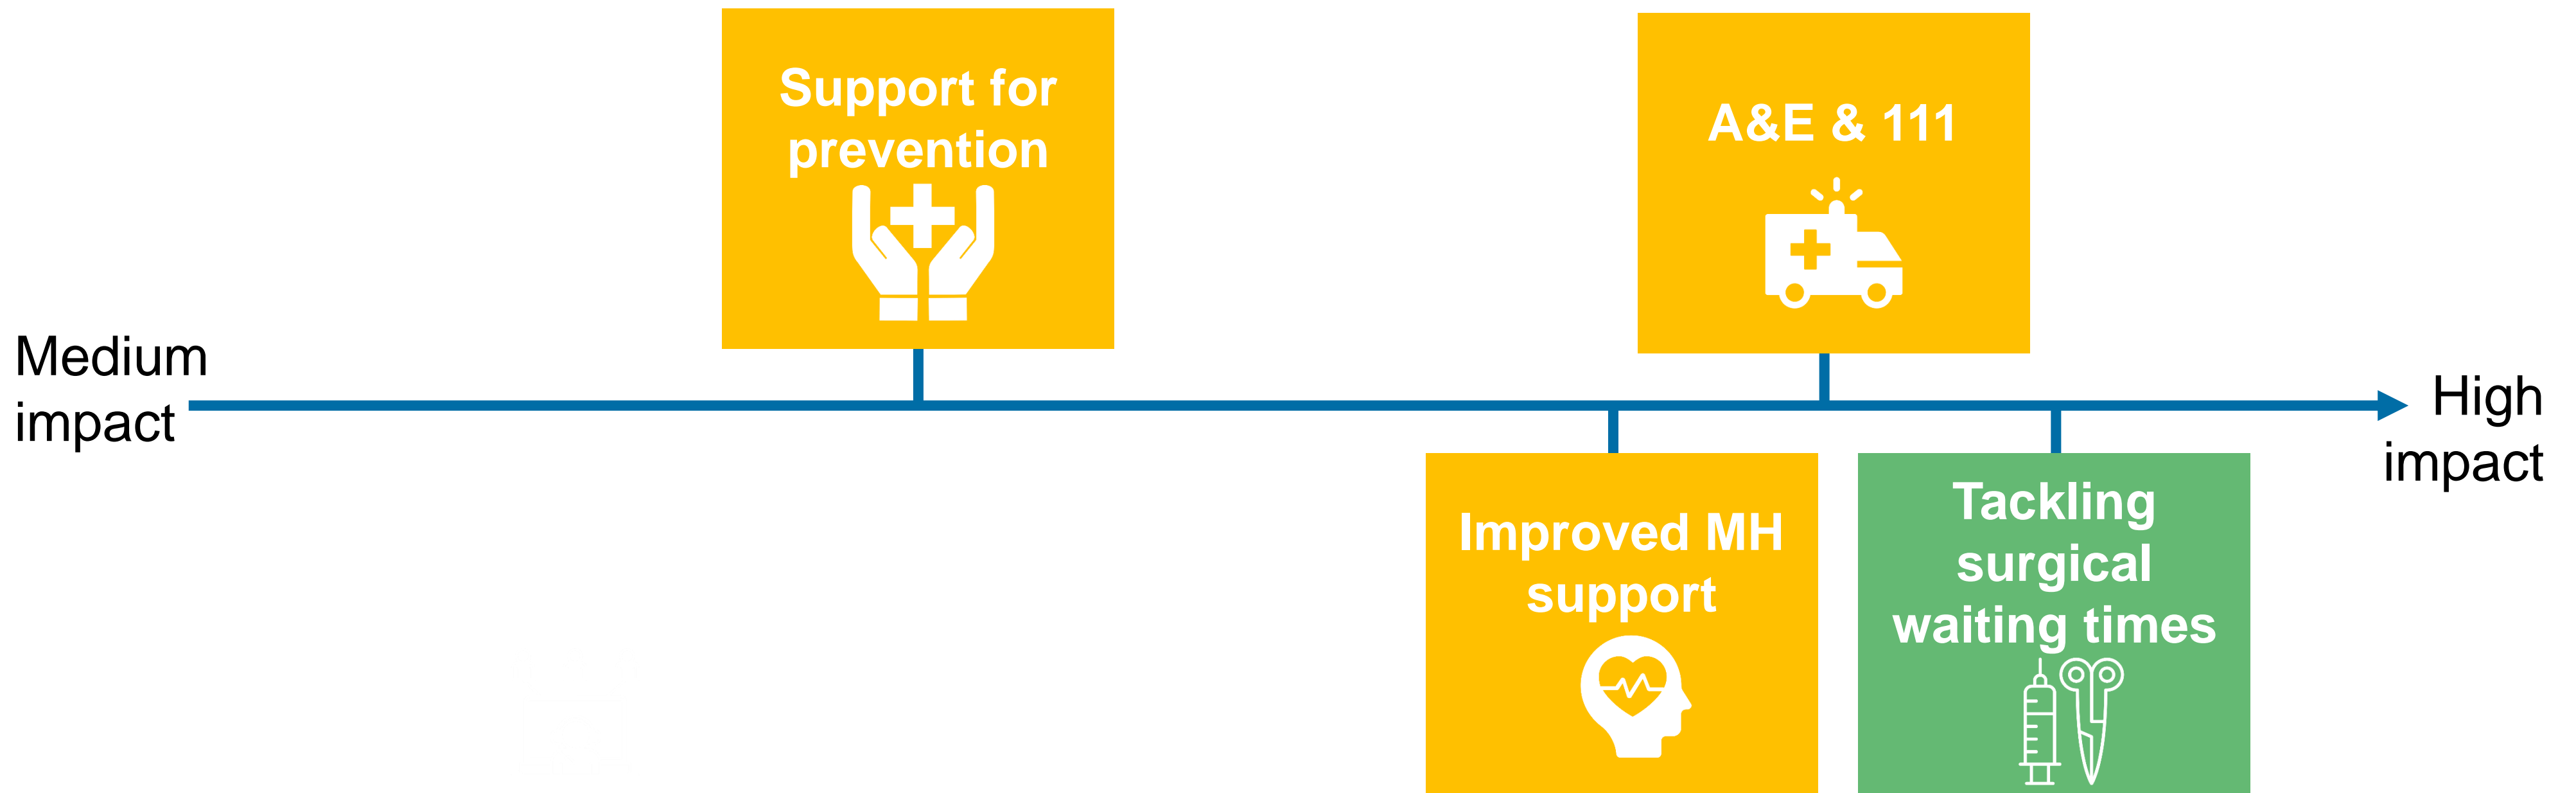 Support for
prevention
A&E & 111
Medium
impact
High
impact
Improved MH
support
Tackling
surgical
waiting times